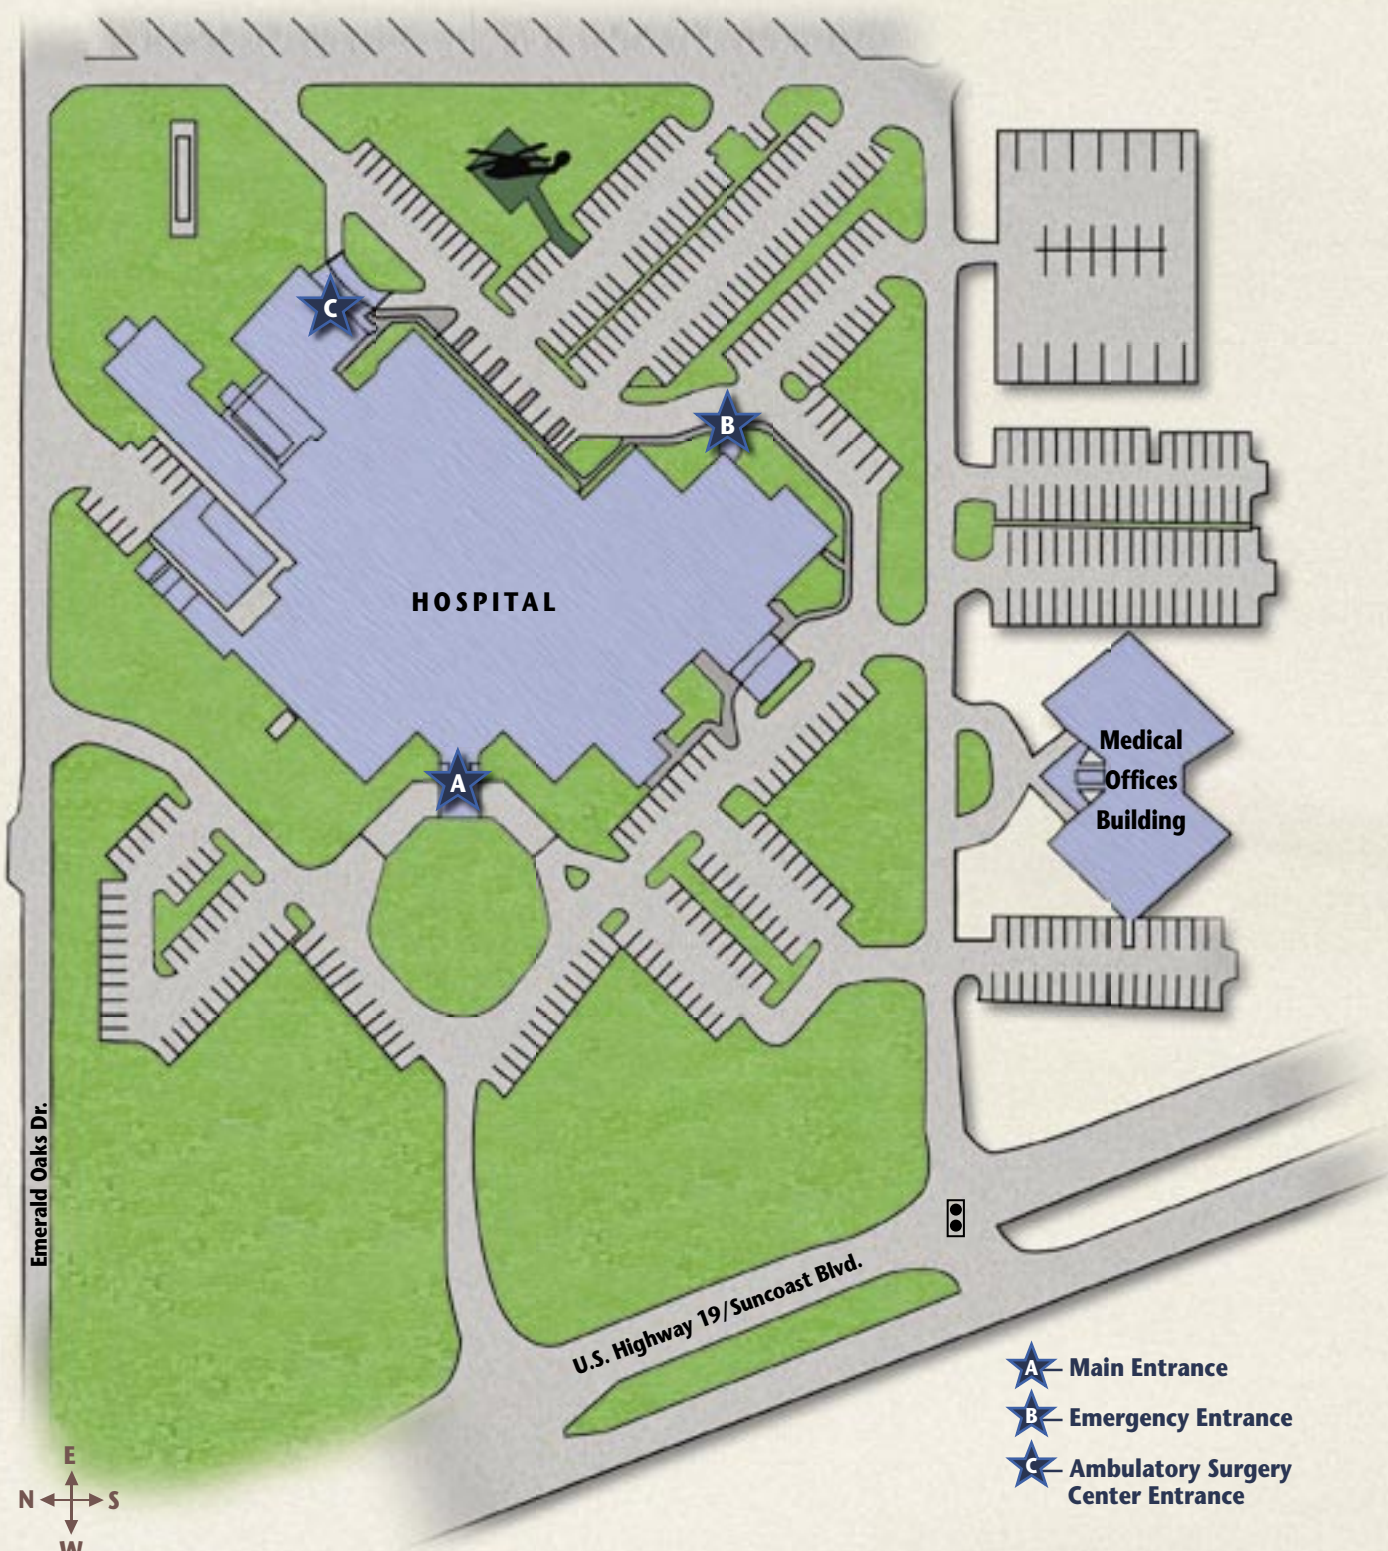 C
B
HOSPITAL
A
Medical
Offices
Building
Emerald Oaks Dr.
U.S. Highway 19/Suncoast Blvd.
A Main Entrance
B Emergency Entrance
C Ambulatory Surgery
Center Entrance
E
N S
W